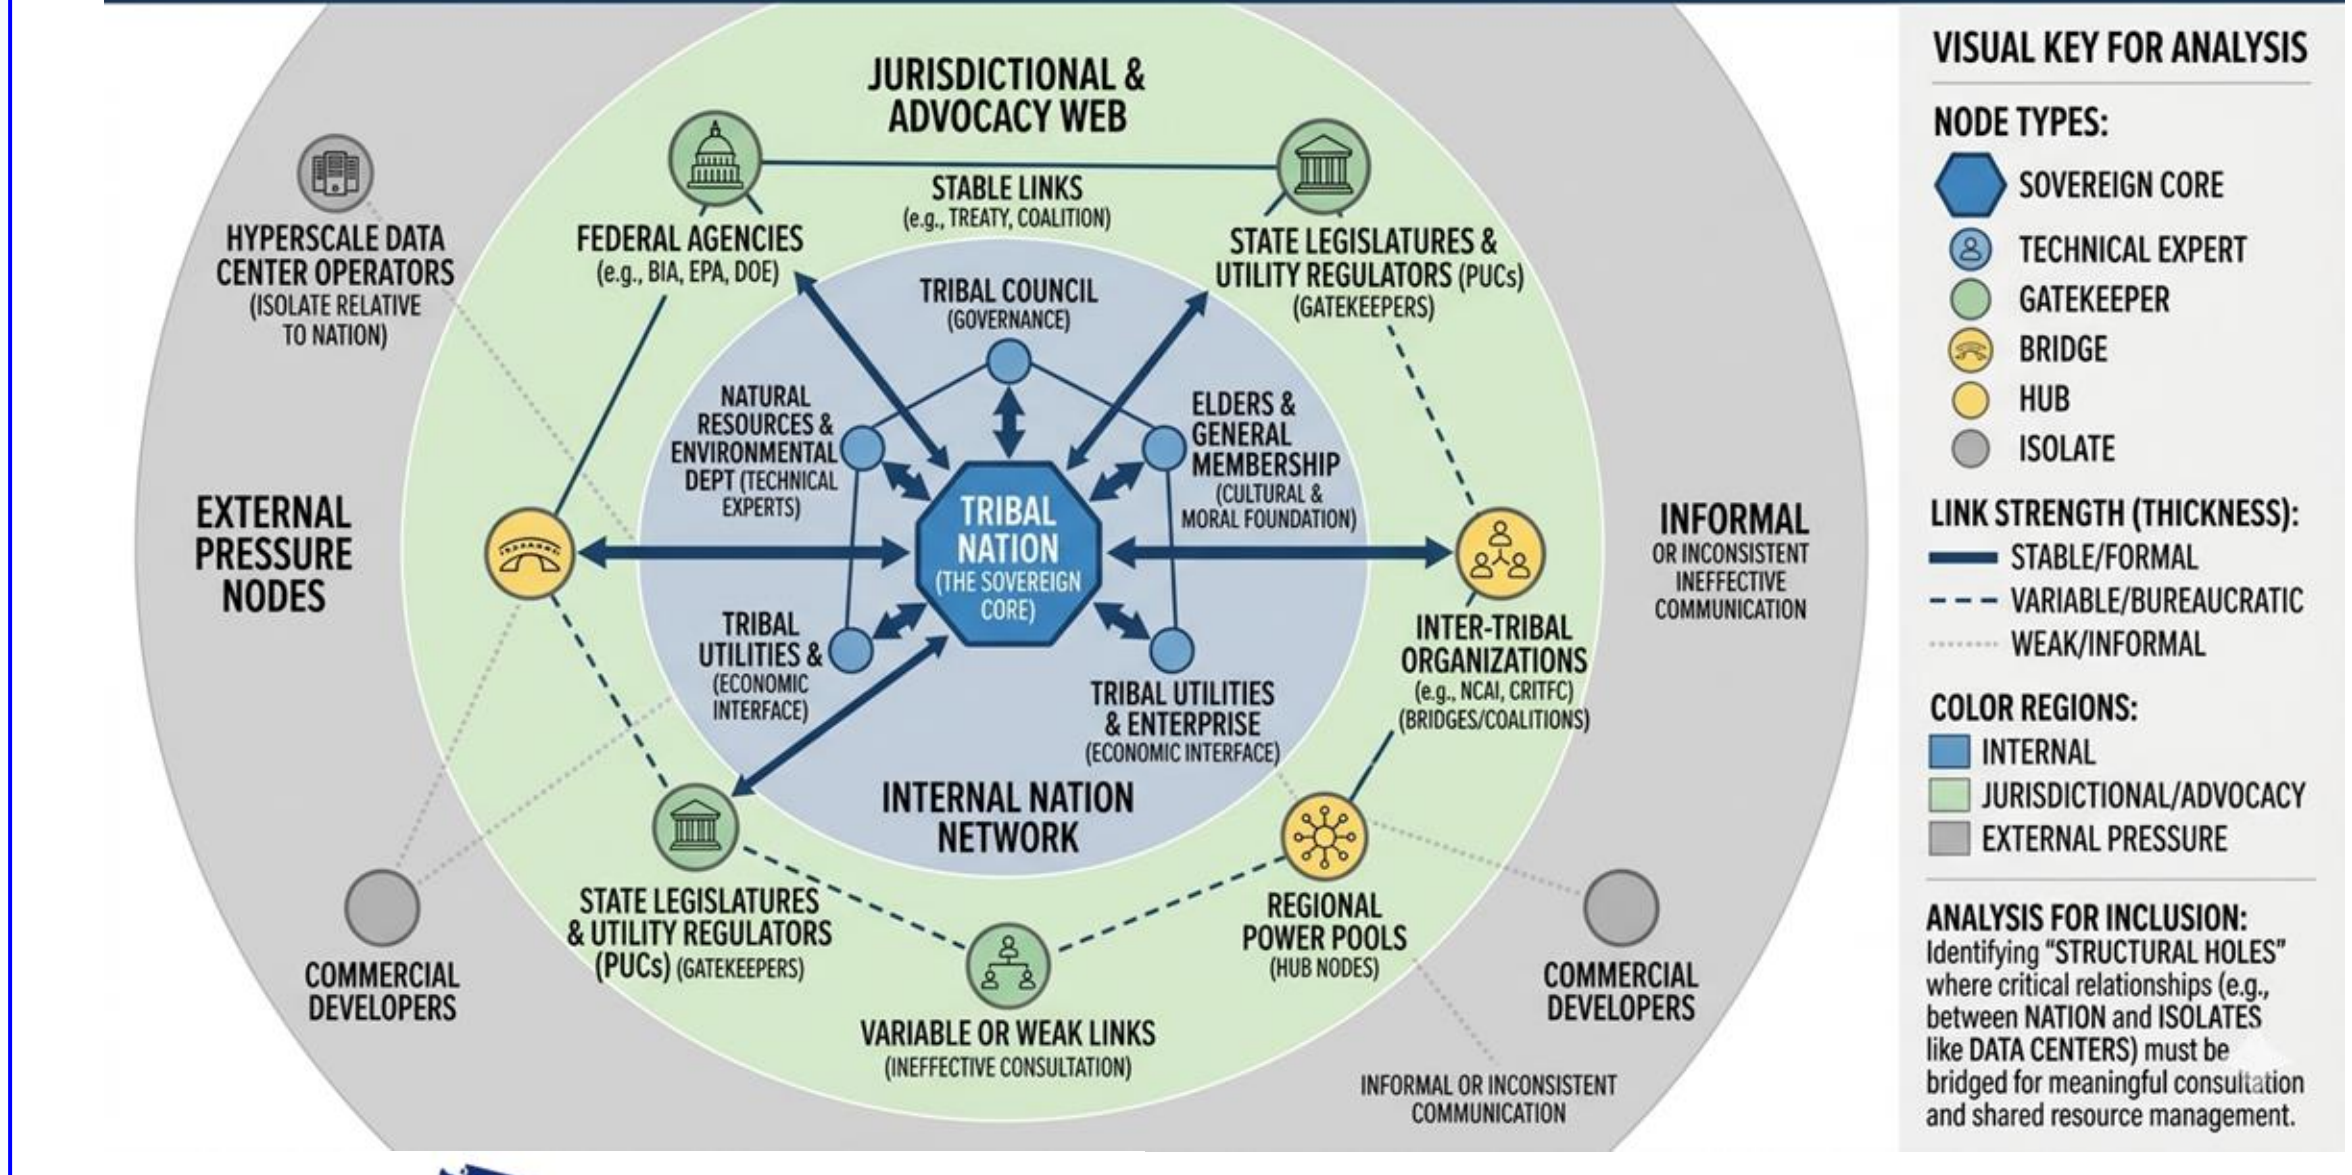 JURISDICTIONAL &
ADVOCACY WEB
STABLE LINKS
(e.g., TREATY, COALITION)
HYPERSCALE DATA
CENTER OPERATORS
(ISOLATE RELATIVE
TO NATION)
FEDERAL AGENCIES
(e.g., BIA, EPA, DOE)
STATE LEGISLATURES &
UTILITY REGULATORS (PUCs)
(GATEKEEPERS)
TRIBAL COUNCIL
(GOVERNANCE)
NATURAL
RESOURCES &
ENVIRONMENTAL
DEPT (TECHNICAL
EXPERTS)
ELDERS &
GENERAL
MEMBERSHIP
(CULTURAL &
MORAL FOUNDATION)
EXTERNAL
PRESSURE
NODES
TRIBAL
NATION
(THE SOVEREIGN
CORE)
INFORMAL
OR INCONSISTENT
INEFFECTIVE
COMMUNICATION
TRIBAL
UTILITIES &
(ECONOMIC
INTERFACE)
TRIBAL UTILITIES
& ENTERPRISE
(ECONOMIC INTERFACE)
INTER-TRIBAL
ORGANIZATIONS
(e.g., NCAI, CRITFC)
(BRIDGES/COALITIONS)
INTERNAL NATION
NETWORK
STATE LEGISLATURES
& UTILITY REGULATORS
(PUCs) (GATEKEEPERS)
REGIONAL
POWER POOLS
(HUB NODES)
COMMERCIAL
DEVELOPERS
COMMERCIAL
DEVELOPERS
VARIABLE OR WEAK LINKS
(INEFFECTIVE CONSULTATION)
INFORMAL OR INCONSISTENT
COMMUNICATION
VISUAL KEY FOR ANALYSIS
NODE TYPES:
SOVEREIGN CORE
TECHNICAL EXPERT
GATEKEEPER
BRIDGE
HUB
ISOLATE
LINK STRENGTH (THICKNESS):
STABLE/FORMAL
VARIABLE/BUREAUCRATIC
WEAK/INFORMAL
COLOR REGIONS:
INTERNAL
JURISDICTIONAL/ADVOCACY
EXTERNAL PRESSURE
ANALYSIS FOR INCLUSION:
Identifying “STRUCTURAL HOLES”
where critical relationships (e.g.,
between NATION and ISOLATES
like DATA CENTERS) must be
bridged for meaningful consultation
and shared resource management.